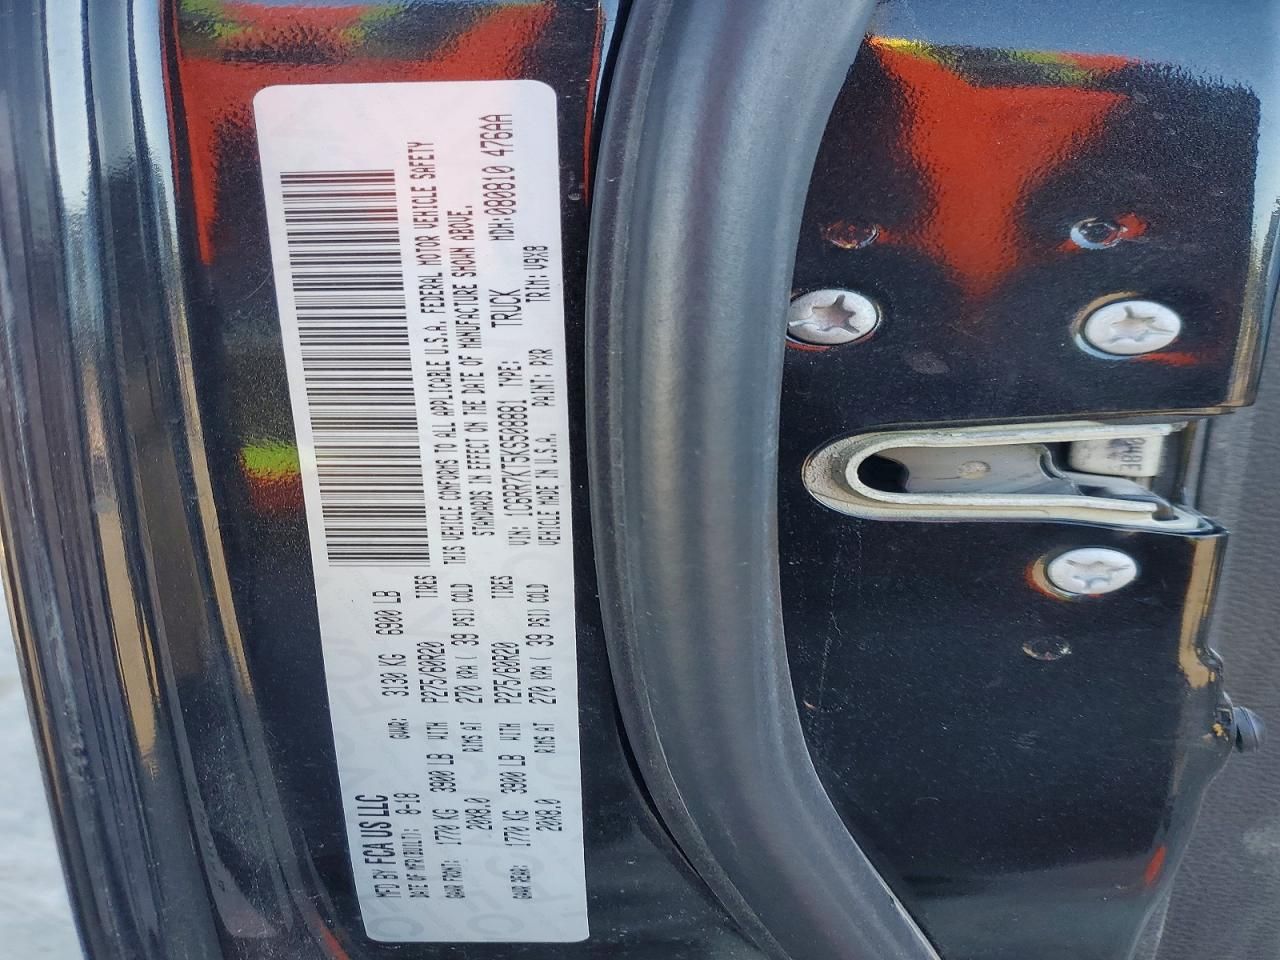 MFD BY FCA US LLC
DATE OF MFR(BUILT): 8-18 GVWR: 3130 KG 6900 LB
GAWR FRONT: 1770 KG 3900 LB WITH P275/60R20 TIRES
20X8.0 RIMS AT 270 KPA( 39 PSI) COLD
GAWR REAR: 1770 KG 3900 LB WITH P275/60R20 TIRES
20X8.0 RIMS AT 270 KPA( 39 PSI) COLD
THIS VEHICLE CONFORMS TO ALL APPLICABLE U.S.A. FEDERAL MOTOR VEHICLE SAFETY
STANDARDS IN EFFECT ON THE DATE OF MANUFACTURE SHOWN ABOVE.
VIN: 1C6RR7XT5KS508881 TYPE: TRUCK MDH:080810 476AA
VEHICLE MADE IN U.S.A. PAINT: PXR TRIM: V9X8